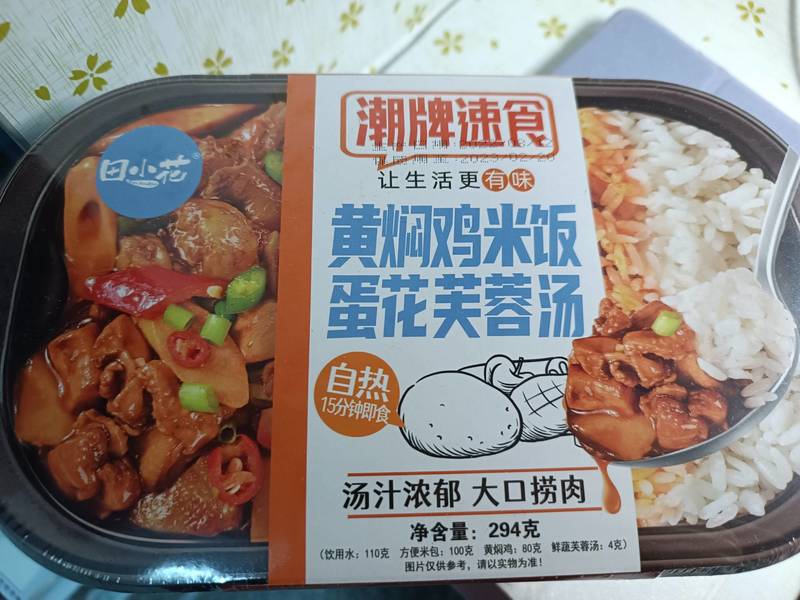 田小花
潮牌速食
2023/02/20
让生活更有味
黄焖鸡米饭
蛋花芙蓉汤
自热
15分钟即食
汤汁浓郁 大口捞肉
净含量：294克
（饮用水：110克 方便米包：100克 黄焖鸡：80克 鲜蔬芙蓉汤：4克）
图片仅供参考，请以实物为准！